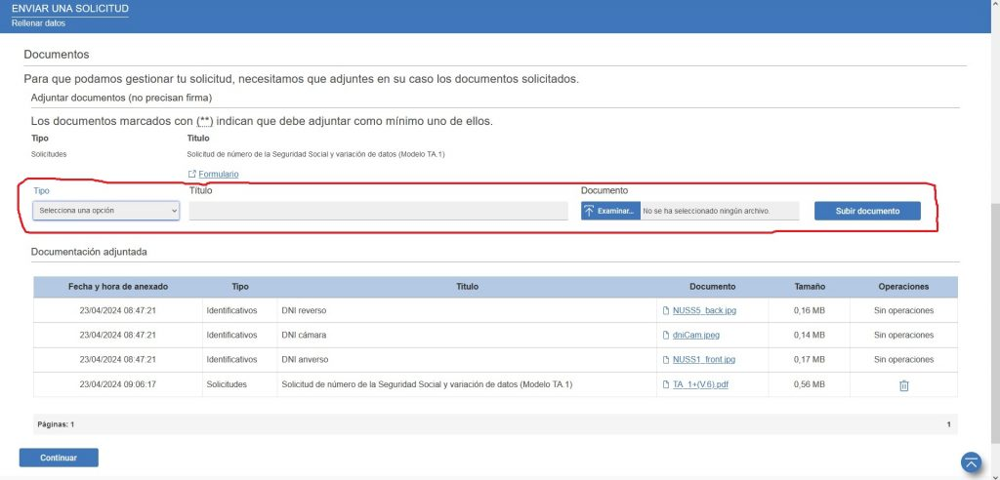 ENVIAR UNA SOLICITUD
Rellenar datos
Documentos
Para que podamos gestionar tu solicitud, necesitamos que adjuntes en su caso los documentos solicitados.
Adjuntar documentos (no precisan firma)
Los documentos marcados con (**) indican que debe adjuntar como mínimo uno de ellos.
Tipo Titulo
Solicitudes Solicitud de número de la Seguridad Social y variación de datos (Modelo TA.1)
Formulario
Tipo Título Documento
Selecciona una opción Examinar... No se ha seleccionado ningún archivo. Subir documento
Documentación adjuntada
Fecha y hora de anexado Tipo Titulo Documento Tamaño Operaciones
23/04/2024 08:47:21 Identificativos DNI reverso NUSS5_back.jpg 0,16 MB Sin operaciones
23/04/2024 08:47:21 Identificativos DNI cámara dniCam.jpeg 0,14 MB Sin operaciones
23/04/2024 08:47:21 Identificativos DNI anverso NUSS1_front.jpg 0,17 MB Sin operaciones
23/04/2024 09:06:17 Solicitudes Solicitud de número de la Seguridad Social y variación de datos (Modelo TA.1) TA_1+(V.6).pdf 0,56 MB
Páginas: 1 1
Continuar